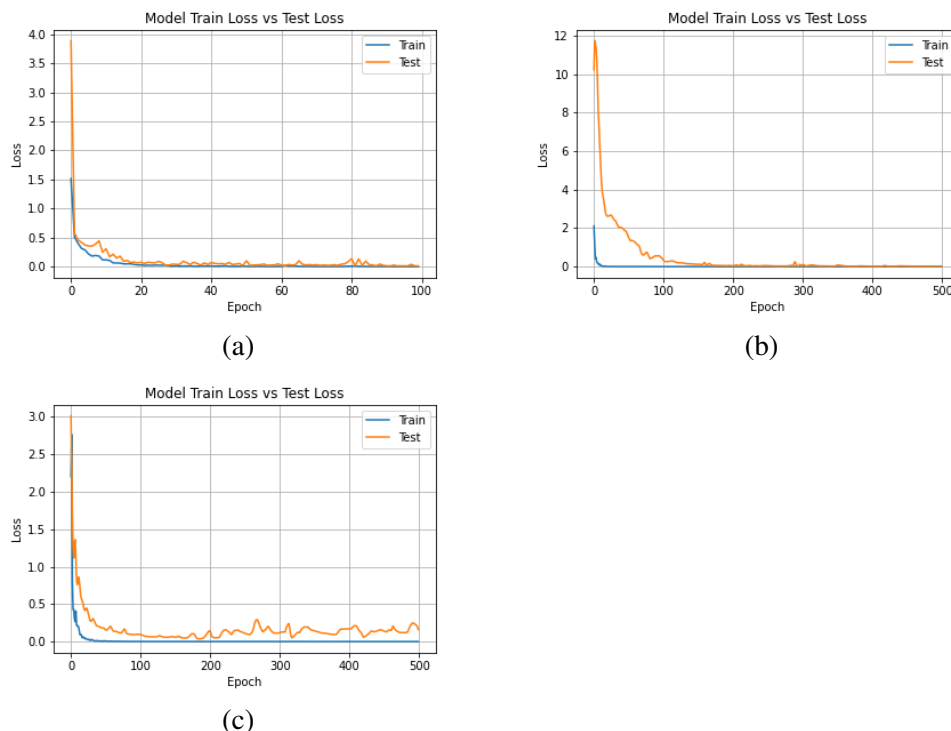 Model Train Loss vs Test Loss
4.0
3.5
3.0
2.5
2.0
1.5
1.0
0.5
0.0
Loss
Train
Test
0 20 40 60 80 100
Epoch
(a)
Model Train Loss vs Test Loss
12
10
8
6
4
2
0
Loss
Train
Test
0 100 200 300 400 500
Epoch
(b)
Model Train Loss vs Test Loss
3.0
2.5
2.0
1.5
1.0
0.5
0.0
Loss
Train
Test
0 100 200 300 400 500
Epoch
(c)